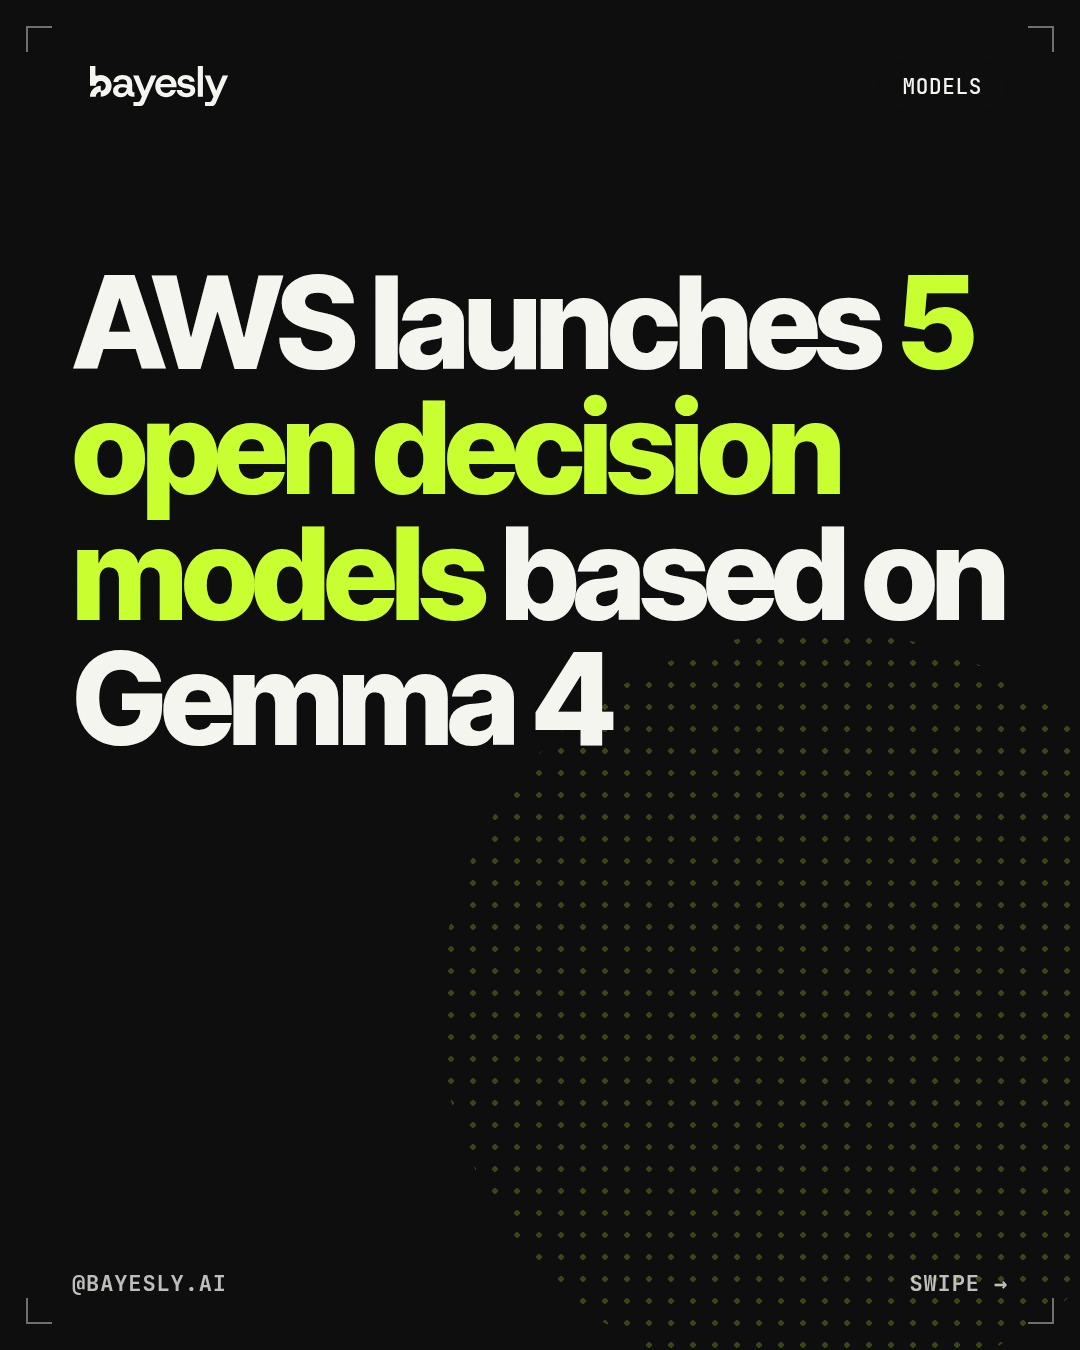 bayesly
MODELS
AWS launches 5
open decision
models based on
Gemma 4
@BAYESLY.AI
SWIPE →